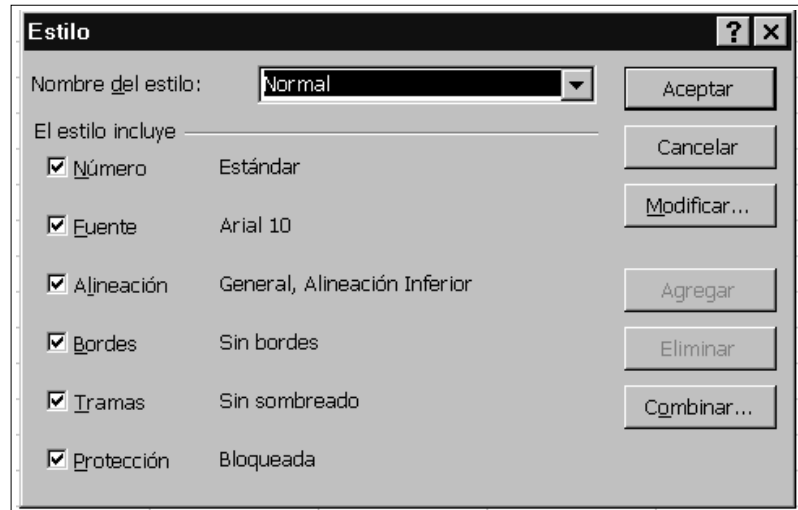 Estilo
Nombre del estilo: Normal Aceptar
El estilo incluye
Cancelar
Número Estándar
Modificar...
Fuente Arial 10
Alineación General, Alineación Inferior Agregar
Bordes Sin bordes Eliminar
Tramas Sin sombreado Combinar...
Protección Bloqueada